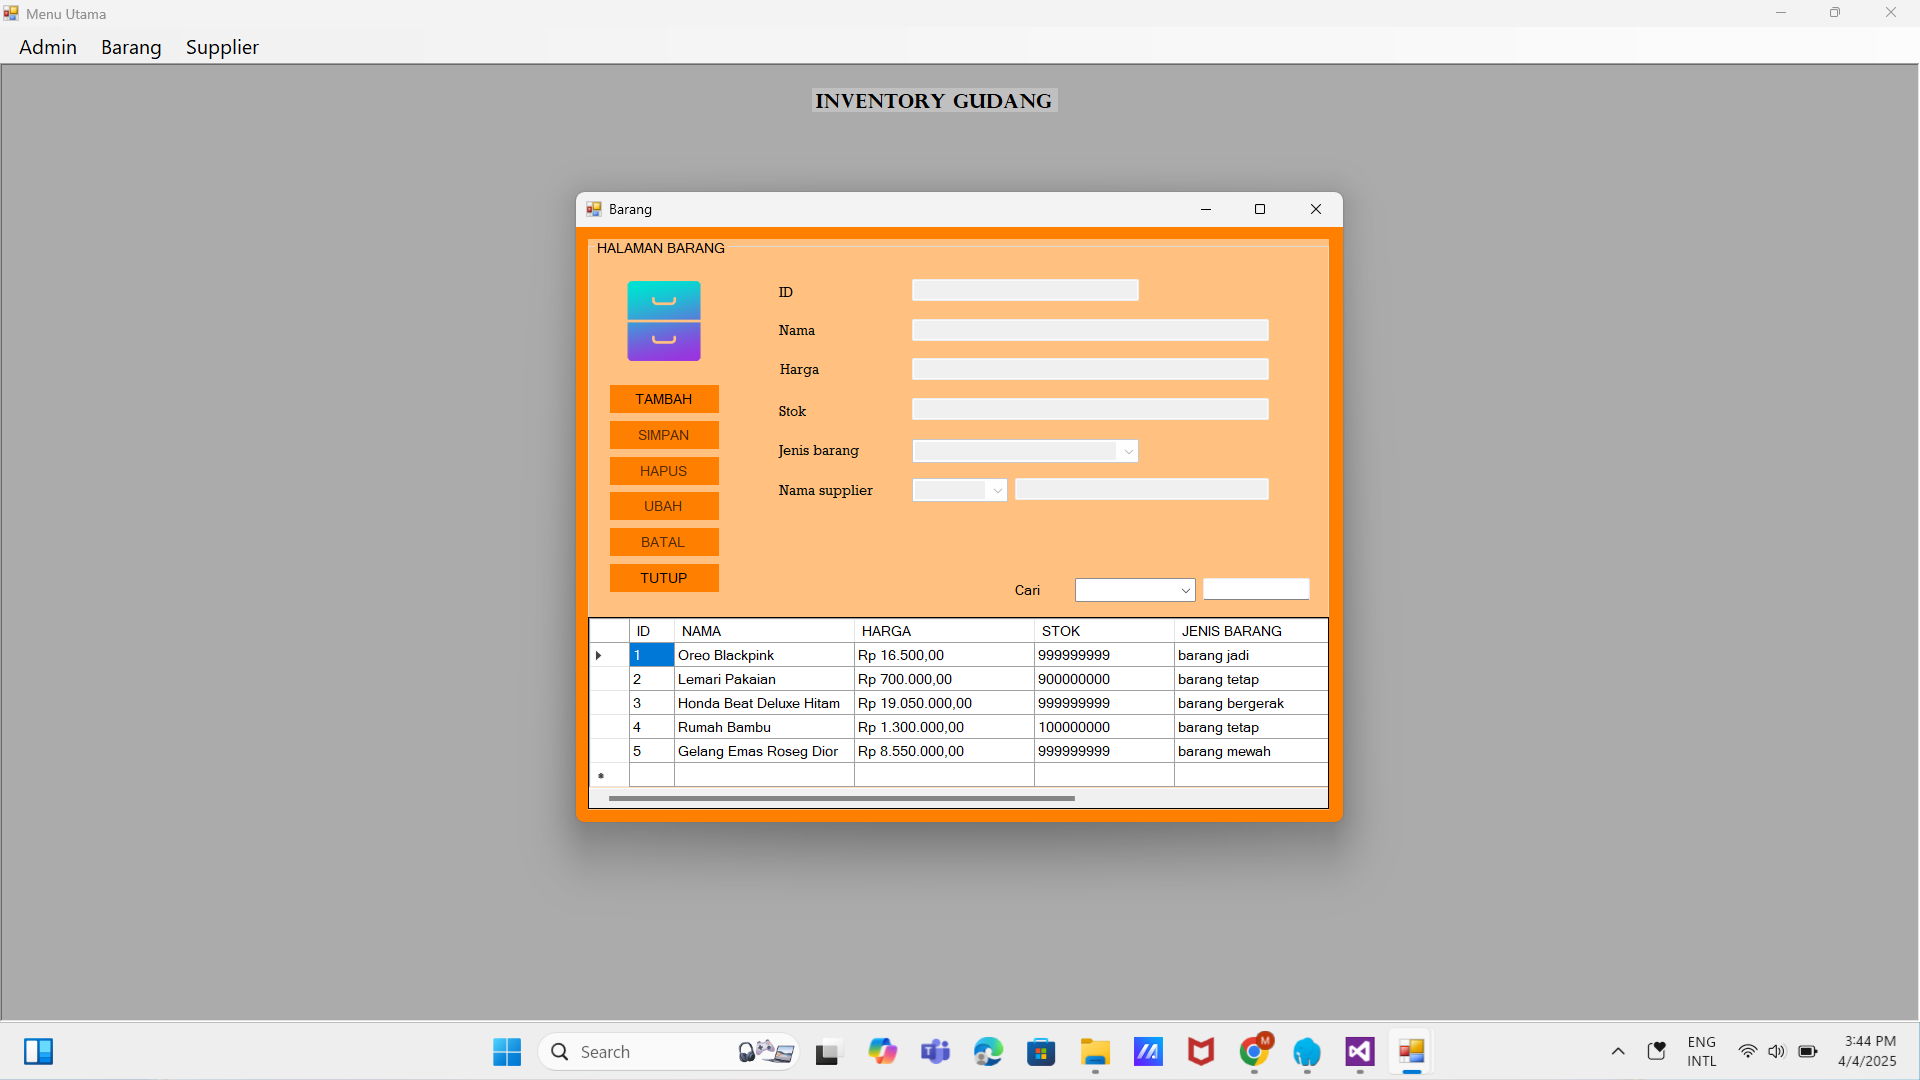 Menu Utama
Admin Barang Supplier
INVENTORY GUDANG
Barang
HALAMAN BARANG
ID
Nama
Harga
Stok
Jenis barang
Nama supplier
TAMBAH
SIMPAN
HAPUS
UBAH
BATAL
TUTUP
Cari
ID NAMA HARGA STOK JENIS BARANG
1 Oreo Blackpink Rp 16.500,00 999999999 barang jadi
2 Lemari Pakaian Rp 700.000,00 900000000 barang tetap
3 Honda Beat Deluxe Hitam Rp 19.050.000,00 999999999 barang bergerak
4 Rumah Bambu Rp 1.300.000,00 100000000 barang tetap
5 Gelang Emas Roseg Dior Rp 8.550.000,00 999999999 barang mewah
Search
M
ENG
INTL
3:44 PM
4/4/2025